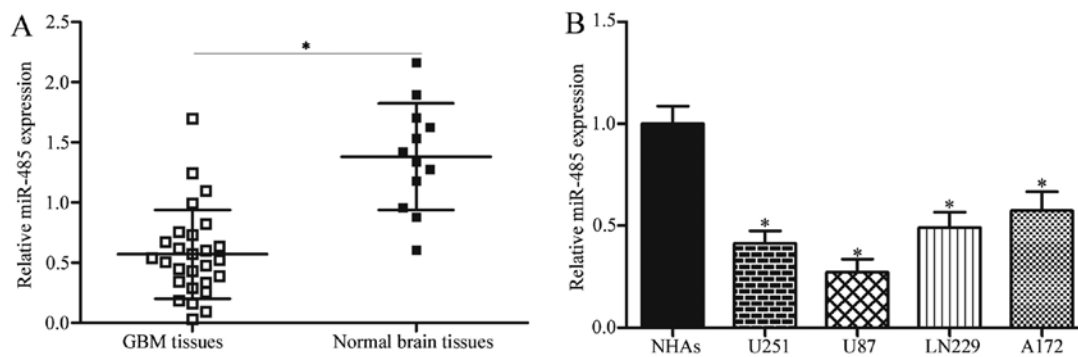 A
Relative miR-485 expression
2.5
2.0
1.5
1.0
0.5
0.0
*
GBM tissues
Normal brain tissues
B
Relative miR-485 expression
1.5
1.0
0.5
0.0
*
*
*
*
NHAs
U251
U87
LN229
A172